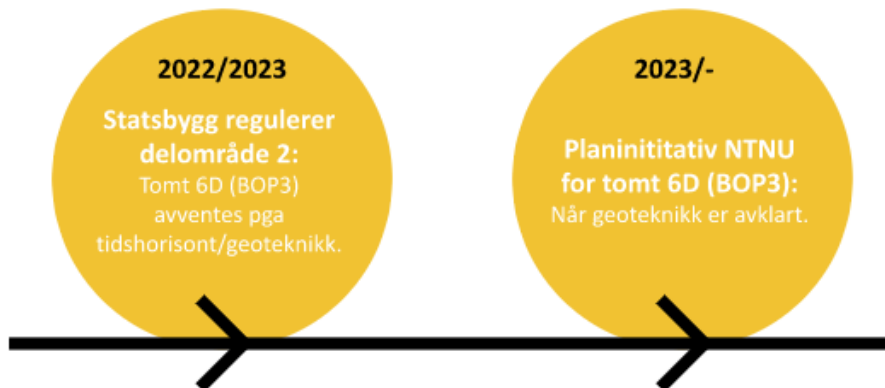 2022/2023
Statsbygg regulerer
delområde 2:
Tomt 6D (BOP3)
avventes pga
tidshorisont/geoteknikk.
2023/-
Planinititativ NTNU
for tomt 6D (BOP3):
Når geoteknikk er avklart.